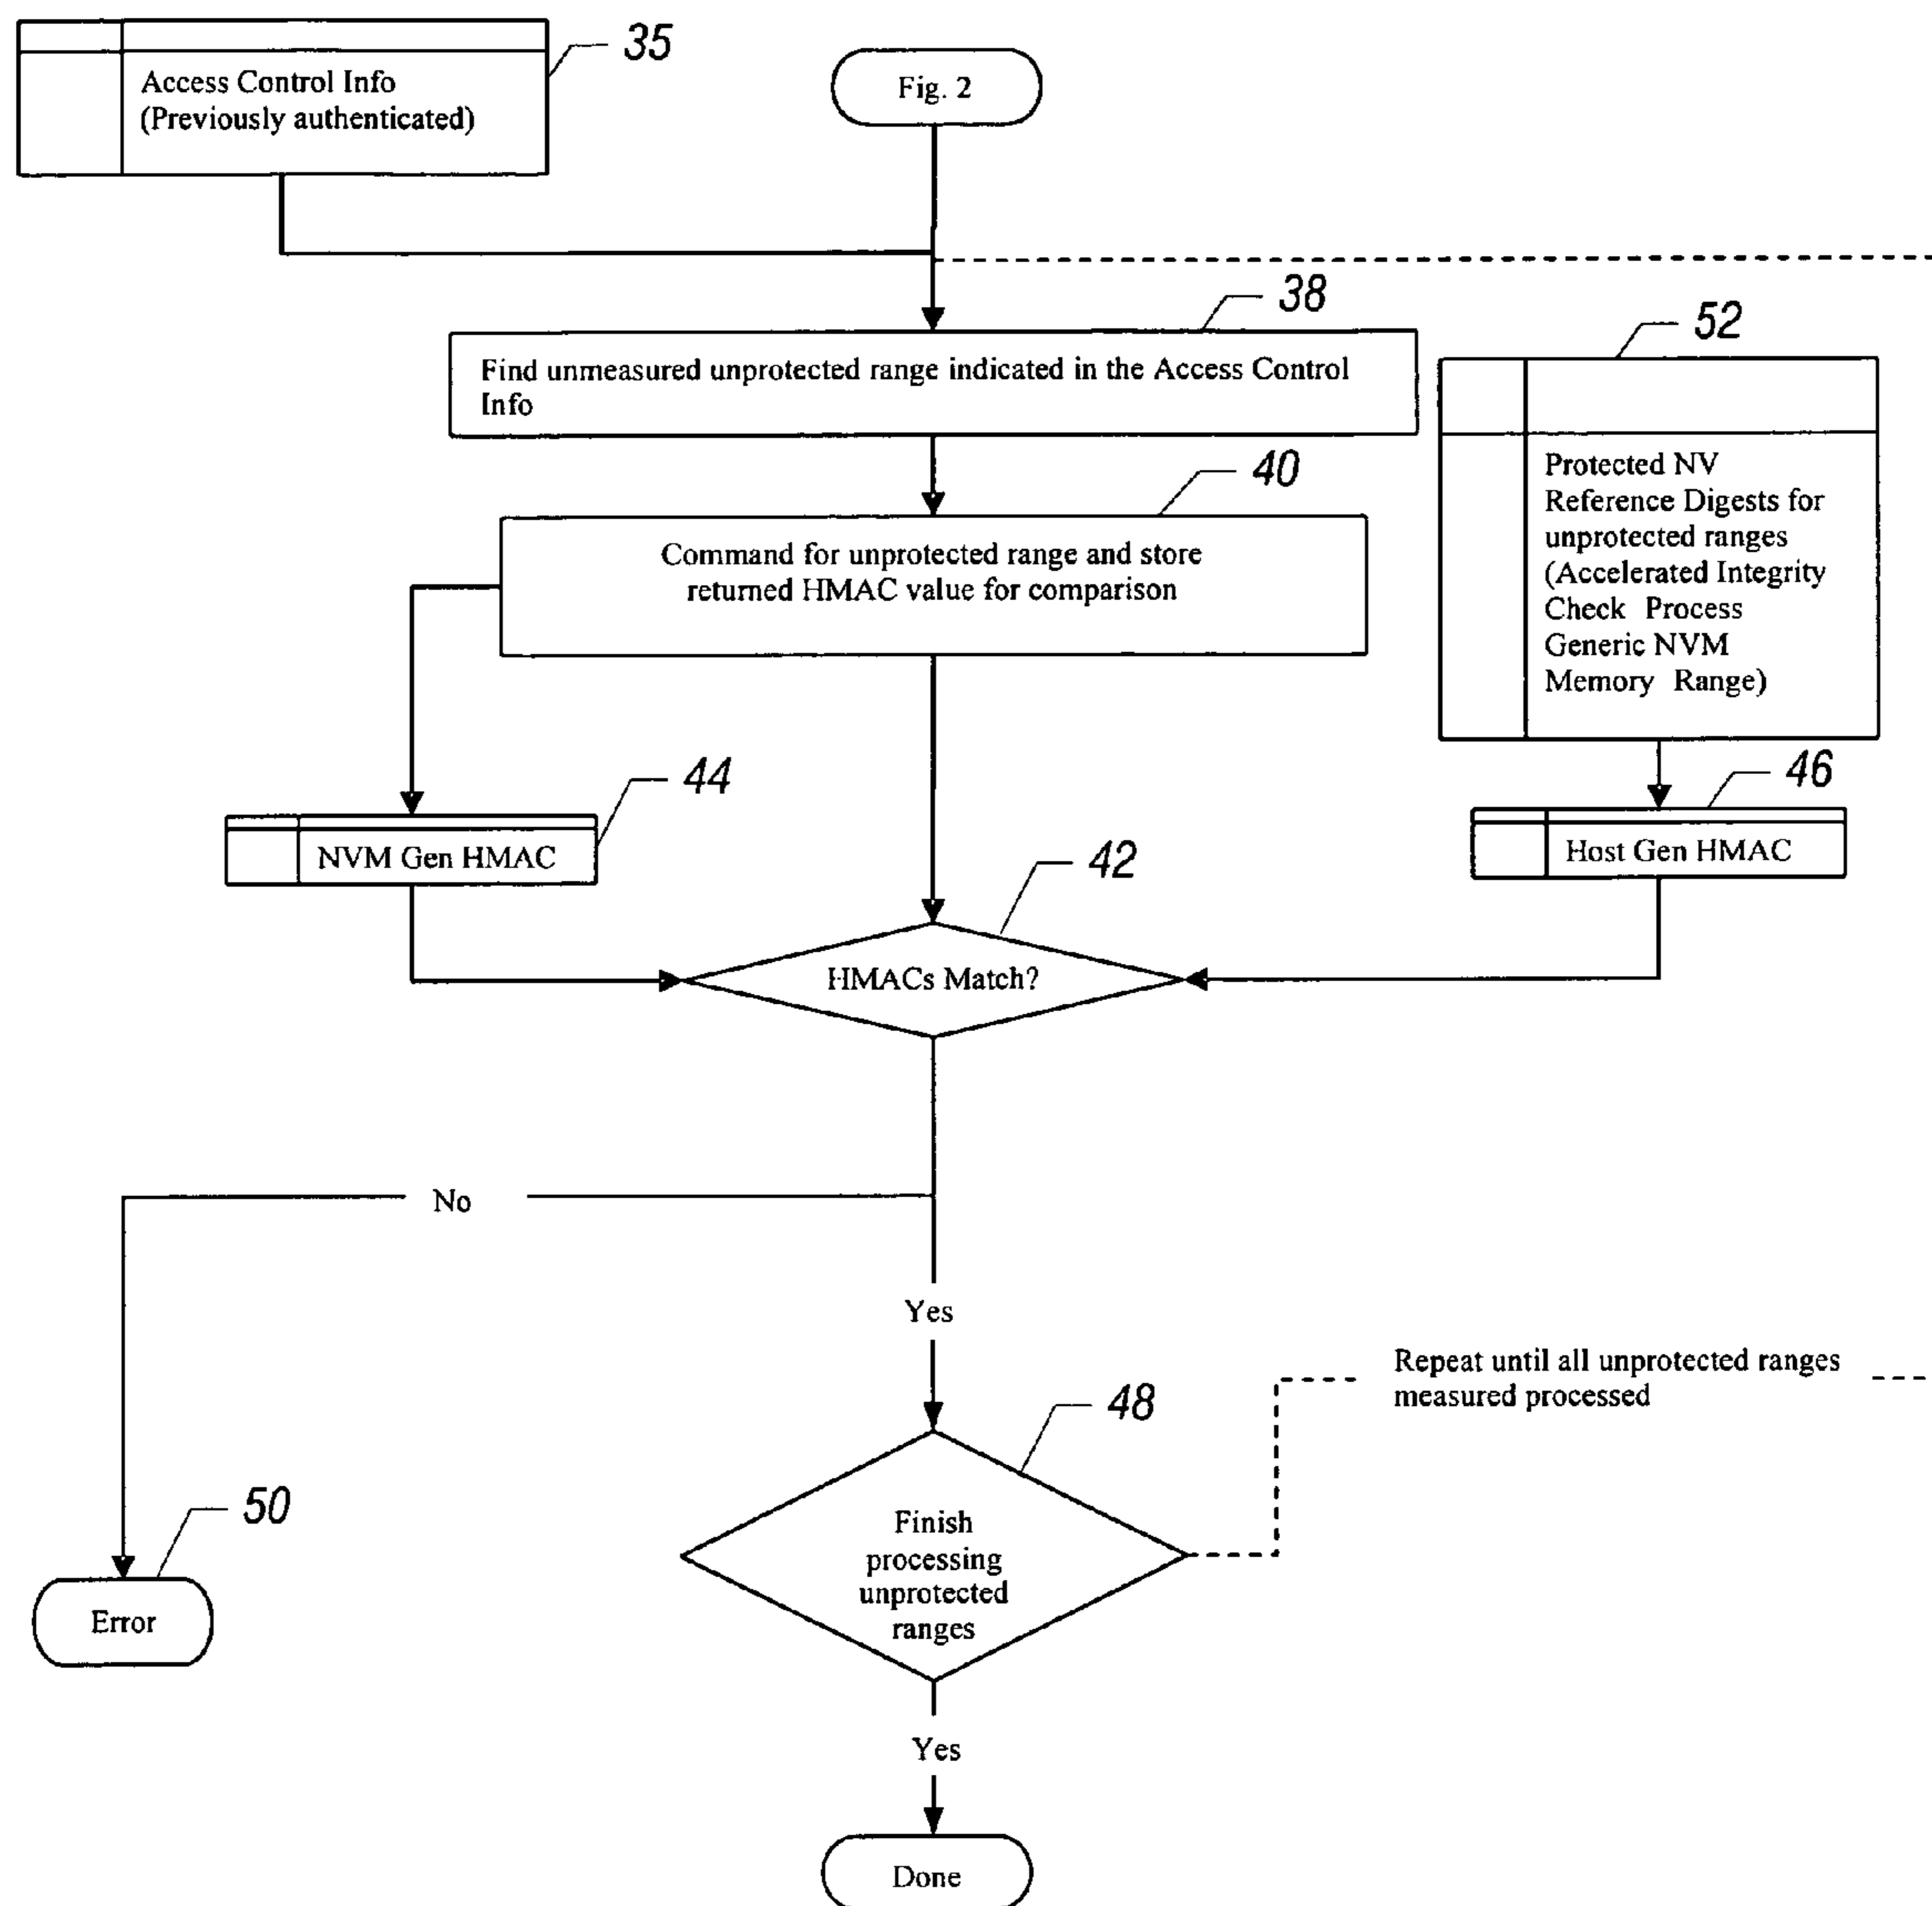 35
Access Control Info
(Previously authenticated)
Fig. 2
38
Find unmeasured unprotected range indicated in the Access Control
Info
52
Protected NV
Reference Digests for
unprotected ranges
(Accelerated Integrity
Check Process
Generic NVM
Memory Range)
40
Command for unprotected range and store
returned HMAC value for comparison
44
NVM Gen HMAC
46
Host Gen HMAC
42
HMACs Match?
No
Yes
Repeat until all unprotected ranges
measured processed
48
Finish
processing
unprotected
ranges
50
Error
Yes
Done